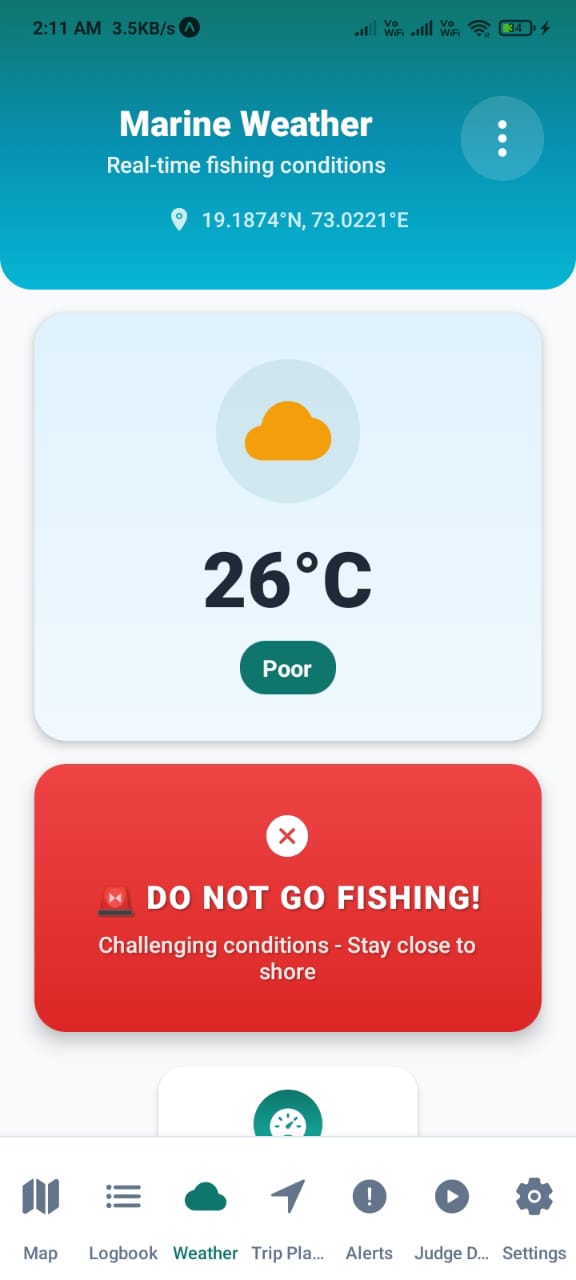 2:11 AM 3.5KB/s Vo WiFi Vo WiFi 34
Marine Weather
Real-time fishing conditions
19.1874°N, 73.0221°E
26°C
Poor
🚨 DO NOT GO FISHING!
Challenging conditions - Stay close to
shore
Map Logbook Weather Trip Pla... Alerts Judge D... Settings